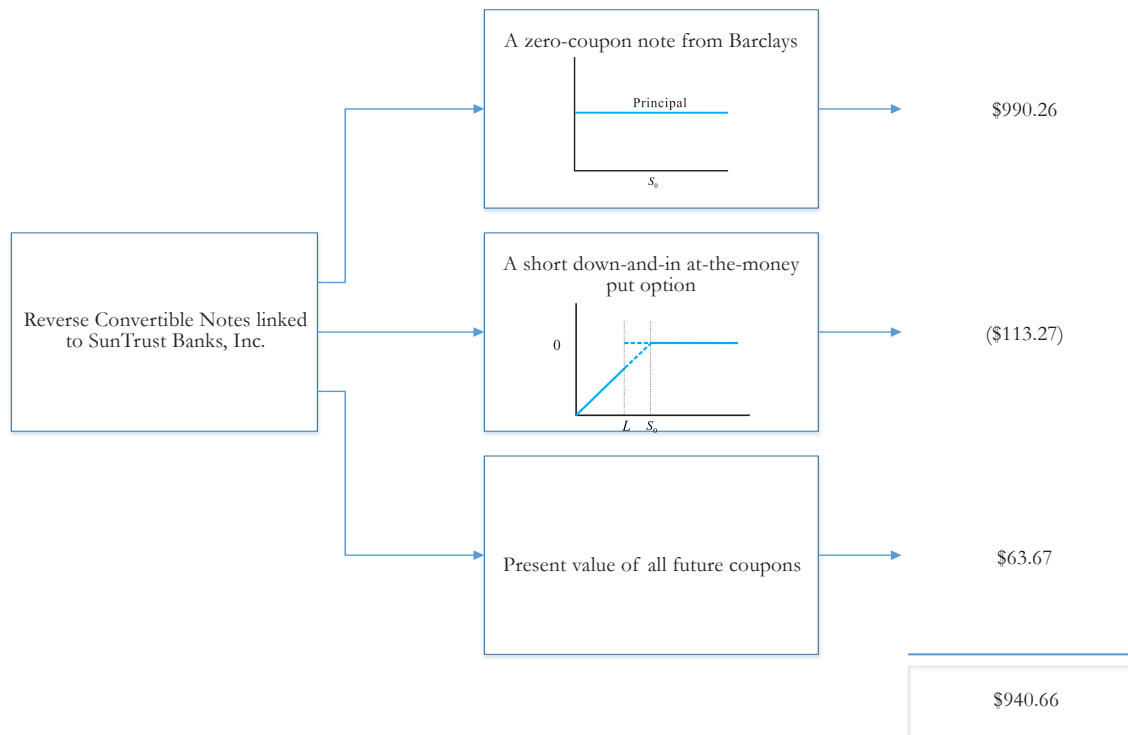 A zero-coupon note from Barclays
Principal
S₀
$990.26
Reverse Convertible Notes linked
to SunTrust Banks, Inc.
A short down-and-in at-the-money
put option
0
L S₀
($113.27)
Present value of all future coupons
$63.67
$940.66